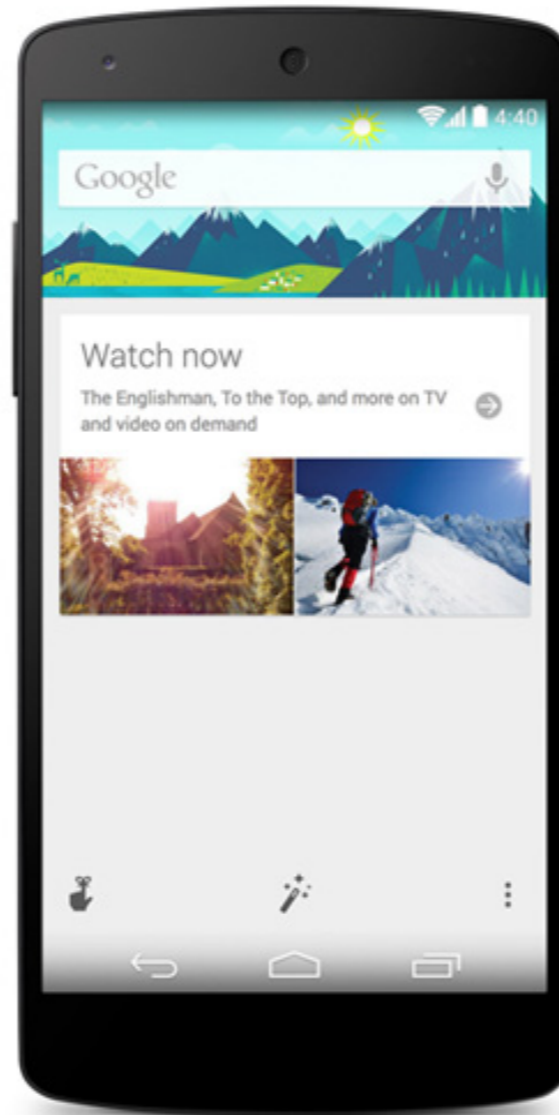 4:40
Google
Watch now
The Englishman, To the Top, and more on TV
and video on demand